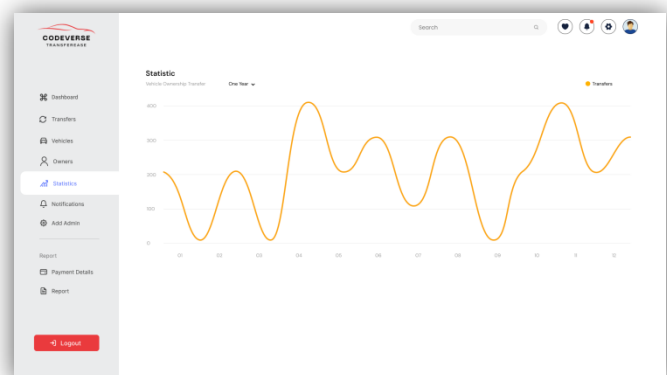 CODEVERSE
TRANSFEREASE
Search
Dashboard
Transfers
Vehicles
Owners
Statistics
Notifications
Add Admin
Report
Payment Details
Report
Logout
Statistic
Vehicle Ownership Transfer
One Year
Transfers
400
300
200
100
0
01 02 03 04 05 06 07 08 09 10 11 12